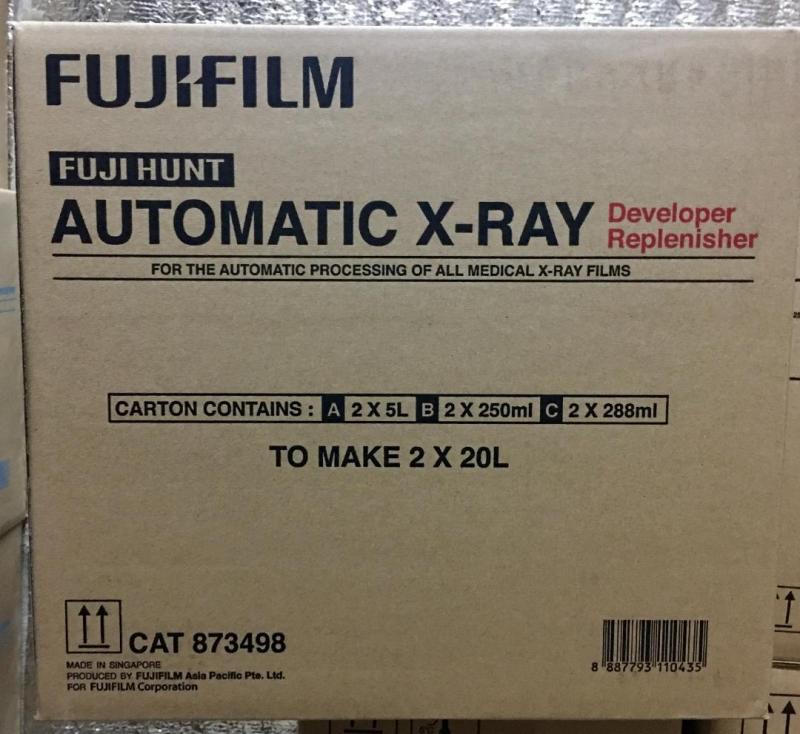 FUJIFILM
FUJI HUNT
AUTOMATIC X-RAY Developer
Replenisher
FOR THE AUTOMATIC PROCESSING OF ALL MEDICAL X-RAY FILMS
CARTON CONTAINS : A 2 X 5L B 2 X 250ml C 2 X 288ml
TO MAKE 2 X 20L
CAT 873498
MADE IN SINGAPORE
PRODUCED BY FUJIFILM Asia Pacific Pte. Ltd.
FOR FUJIFILM Corporation
8 887793 110435